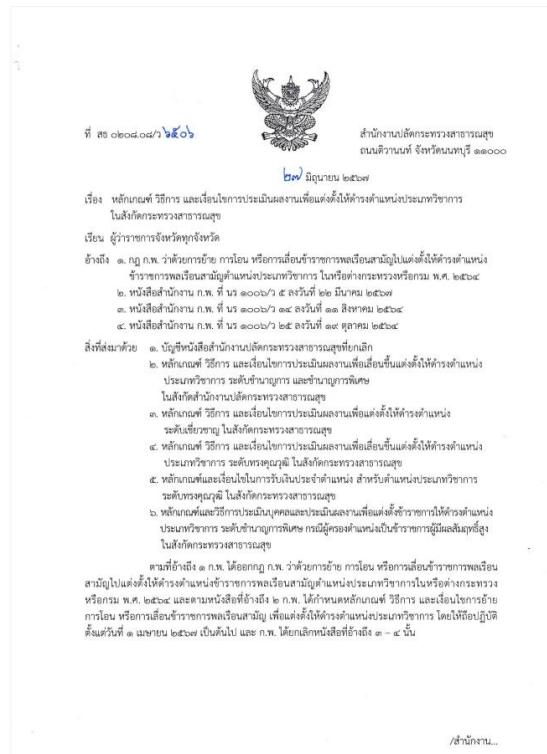 ที่ สธ ๐๒๐๘.๐๘/ว ๖๕๐๖
สำนักงานปลัดกระทรวงสาธารณสุข
ถนนติวานนท์ จังหวัดนนทบุรี ๑๑๐๐๐
๒๗ มิถุนายน ๒๕๖๗
เรื่อง หลักเกณฑ์ วิธีการ และเงื่อนไขการประเมินผลงานเพื่อแต่งตั้งให้ดำรงตำแหน่งประเภทวิชาการ
ในสังกัดกระทรวงสาธารณสุข
เรียน ผู้ว่าราชการจังหวัดทุกจังหวัด
อ้างถึง ๑. กฎ ก.พ. ว่าด้วยการย้าย การโอน หรือการเลื่อนข้าราชการพลเรือนสามัญไปแต่งตั้งให้ดำรงตำแหน่ง
ข้าราชการพลเรือนสามัญตำแหน่งประเภทวิชาการ ในหรือต่างกระทรวงหรือกรม พ.ศ. ๒๕๖๔
๒. หนังสือสำนักงาน ก.พ. ที่ นร ๑๐๐๖/ว ๕ ลงวันที่ ๒๒ มีนาคม ๒๕๖๗
๓. หนังสือสำนักงาน ก.พ. ที่ นร ๑๐๐๖/ว ๑๔ ลงวันที่ ๑๑ สิงหาคม ๒๕๖๔
๔. หนังสือสำนักงาน ก.พ. ที่ นร ๑๐๐๖/ว ๒๕ ลงวันที่ ๑๙ ตุลาคม ๒๕๖๔
สิ่งที่ส่งมาด้วย ๑. บัญชีหนังสือสำนักงานปลัดกระทรวงสาธารณสุขที่ยกเลิก
๒. หลักเกณฑ์ วิธีการ และเงื่อนไขการประเมินผลงานเพื่อเลื่อนขึ้นแต่งตั้งให้ดำรงตำแหน่ง
ประเภทวิชาการ ระดับชำนาญการ และชำนาญการพิเศษ
ในสังกัดสำนักงานปลัดกระทรวงสาธารณสุข
๓. หลักเกณฑ์ วิธีการ และเงื่อนไขการประเมินผลงานเพื่อแต่งตั้งให้ดำรงตำแหน่ง
ระดับเชี่ยวชาญ ในสังกัดกระทรวงสาธารณสุข
๔. หลักเกณฑ์ วิธีการ และเงื่อนไขการประเมินผลงานเพื่อเลื่อนขึ้นแต่งตั้งให้ดำรงตำแหน่ง
ประเภทวิชาการ ระดับทรงคุณวุฒิ ในสังกัดกระทรวงสาธารณสุข
๕. หลักเกณฑ์และเงื่อนไขในการรับเงินประจำตำแหน่ง สำหรับตำแหน่งประเภทวิชาการ
ระดับทรงคุณวุฒิ ในสังกัดกระทรวงสาธารณสุข
๖. หลักเกณฑ์และวิธีการประเมินบุคคลและประเมินผลงานเพื่อแต่งตั้งข้าราชการให้ดำรงตำแหน่ง
ประเภทวิชาการ ระดับชำนาญการพิเศษ กรณีผู้ครองตำแหน่งเป็นข้าราชการผู้มีผลสัมฤทธิ์สูง
ในสังกัดกระทรวงสาธารณสุข
ตามที่อ้างถึง ๑ ก.พ. ได้ออกกฎ ก.พ. ว่าด้วยการย้าย การโอน หรือการเลื่อนข้าราชการพลเรือน
สามัญไปแต่งตั้งให้ดำรงตำแหน่งข้าราชการพลเรือนสามัญตำแหน่งประเภทวิชาการในหรือต่างกระทรวง
หรือกรม พ.ศ. ๒๕๖๔ และตามหนังสือที่อ้างถึง ๒ ก.พ. ได้กำหนดหลักเกณฑ์ วิธีการ และเงื่อนไขการย้าย
การโอน หรือการเลื่อนข้าราชการพลเรือนสามัญ เพื่อแต่งตั้งให้ดำรงตำแหน่งประเภทวิชาการ โดยให้ถือปฏิบัติ
ตั้งแต่วันที่ ๑ เมษายน ๒๕๖๗ เป็นต้นไป และ ก.พ. ได้ยกเลิกหนังสือที่อ้างถึง ๓ – ๔ นั้น
/สำนักงาน...